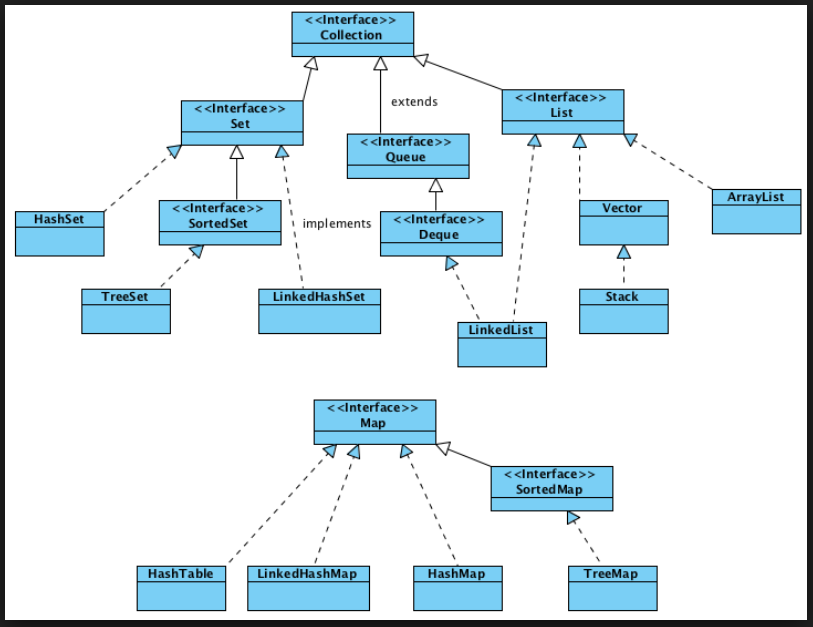 <<Interface>>
Collection
<<Interface>>
Set
extends
<<Interface>>
List
<<Interface>>
Queue
HashSet
<<Interface>>
SortedSet
implements
<<Interface>>
Deque
Vector
ArrayList
TreeSet
LinkedHashSet
LinkedList
Stack
<<Interface>>
Map
<<Interface>>
SortedMap
HashTable
LinkedHashMap
HashMap
TreeMap